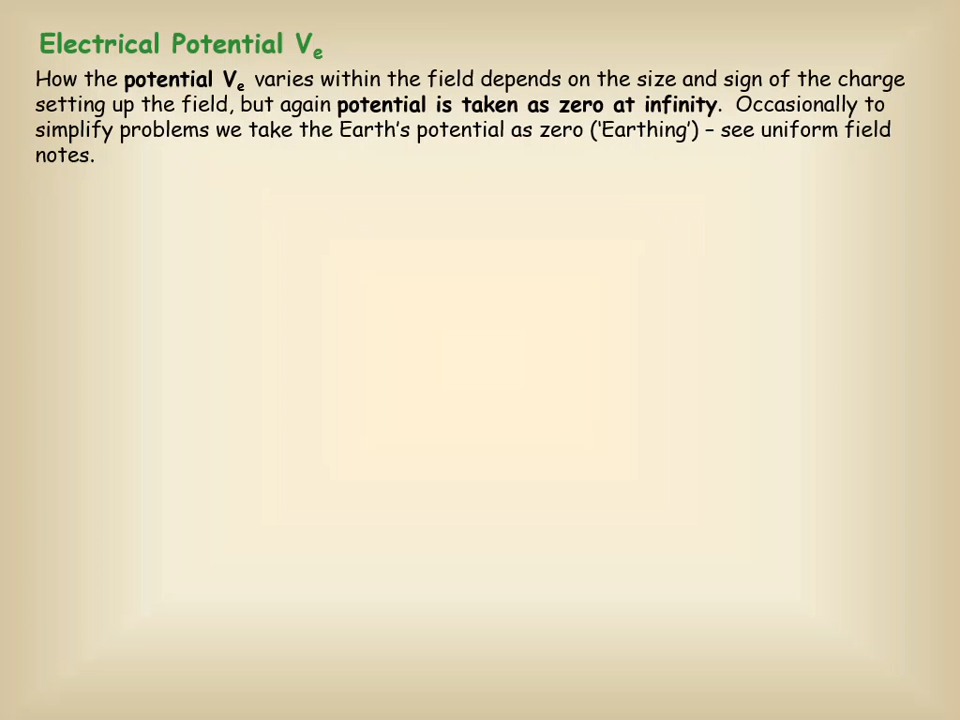 Electrical Potential Ve
How the potential Ve varies within the field depends on the size and sign of the charge
setting up the field, but again potential is taken as zero at infinity. Occasionally to
simplify problems we take the Earth’s potential as zero (‘Earthing’) – see uniform field
notes.